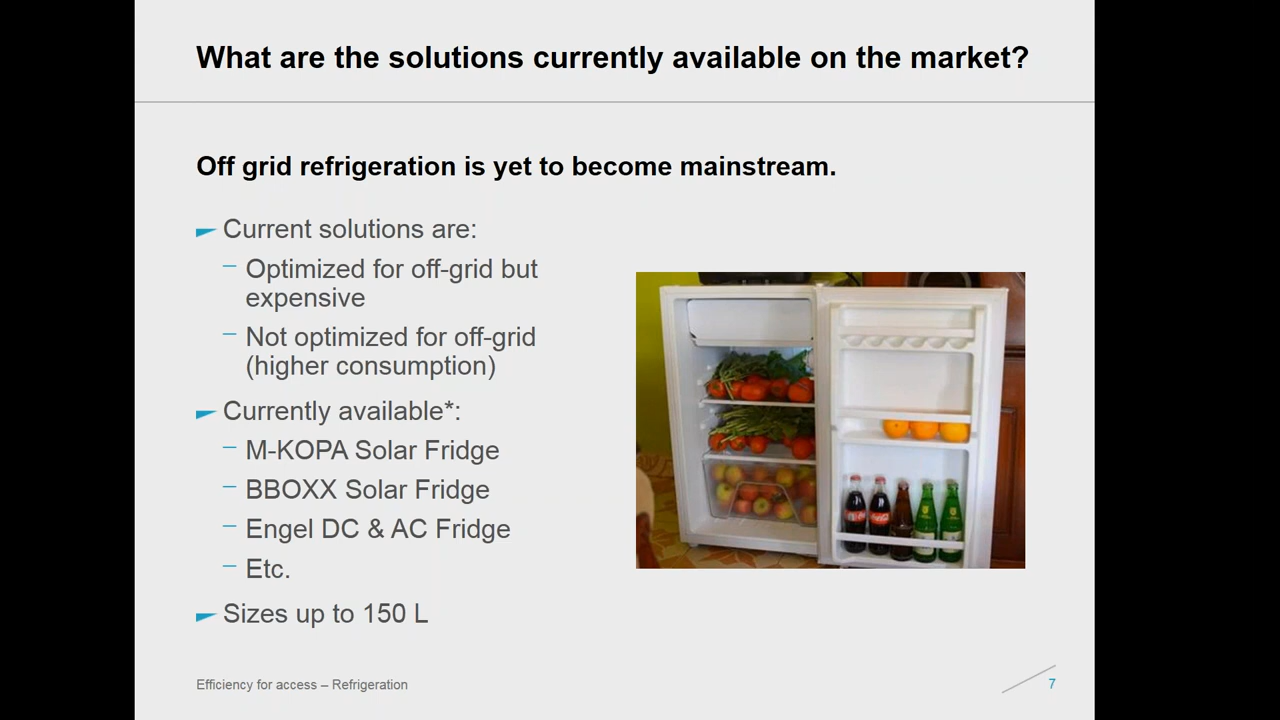 What are the solutions currently available on the market?
Off grid refrigeration is yet to become mainstream.
Current solutions are:
– Optimized for off-grid but
expensive
– Not optimized for off-grid
(higher consumption)
Currently available*:
– M-KOPA Solar Fridge
– BBOXX Solar Fridge
– Engel DC & AC Fridge
– Etc.
Sizes up to 150 L
Efficiency for access – Refrigeration
7